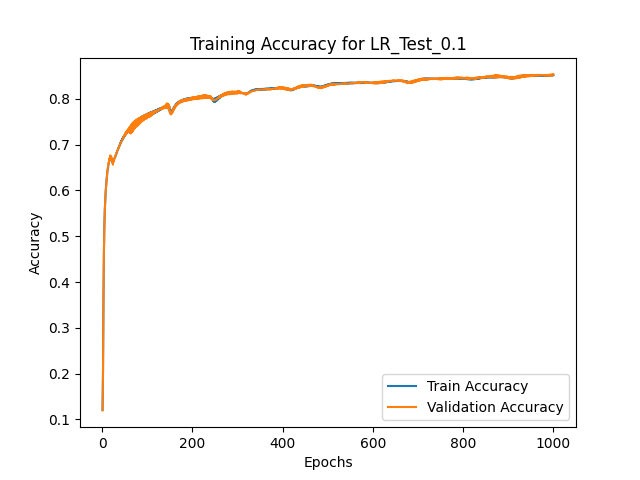 Training Accuracy for LR_Test_0.1
Accuracy
0.8
0.7
0.6
0.5
0.4
0.3
0.2
0.1
Train Accuracy
Validation Accuracy
0 200 400 600 800 1000
Epochs